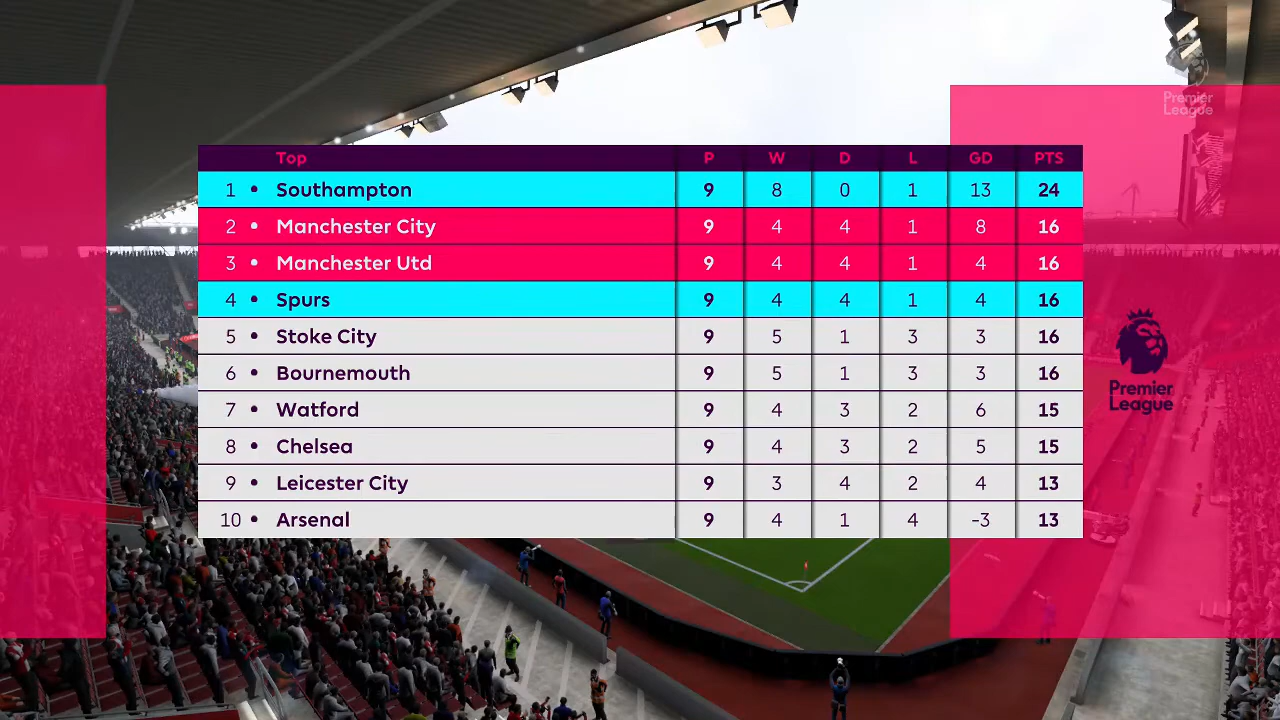 Premier
League
Top P W D L GD PTS
1 • Southampton 9 8 0 1 13 24
2 • Manchester City 9 4 4 1 8 16
3 • Manchester Utd 9 4 4 1 4 16
4 • Spurs 9 4 4 1 4 16
5 • Stoke City 9 5 1 3 3 16
6 • Bournemouth 9 5 1 3 3 16
7 • Watford 9 4 3 2 6 15
8 • Chelsea 9 4 3 2 5 15
9 • Leicester City 9 3 4 2 4 13
10 • Arsenal 9 4 1 4 -3 13
Premier
League